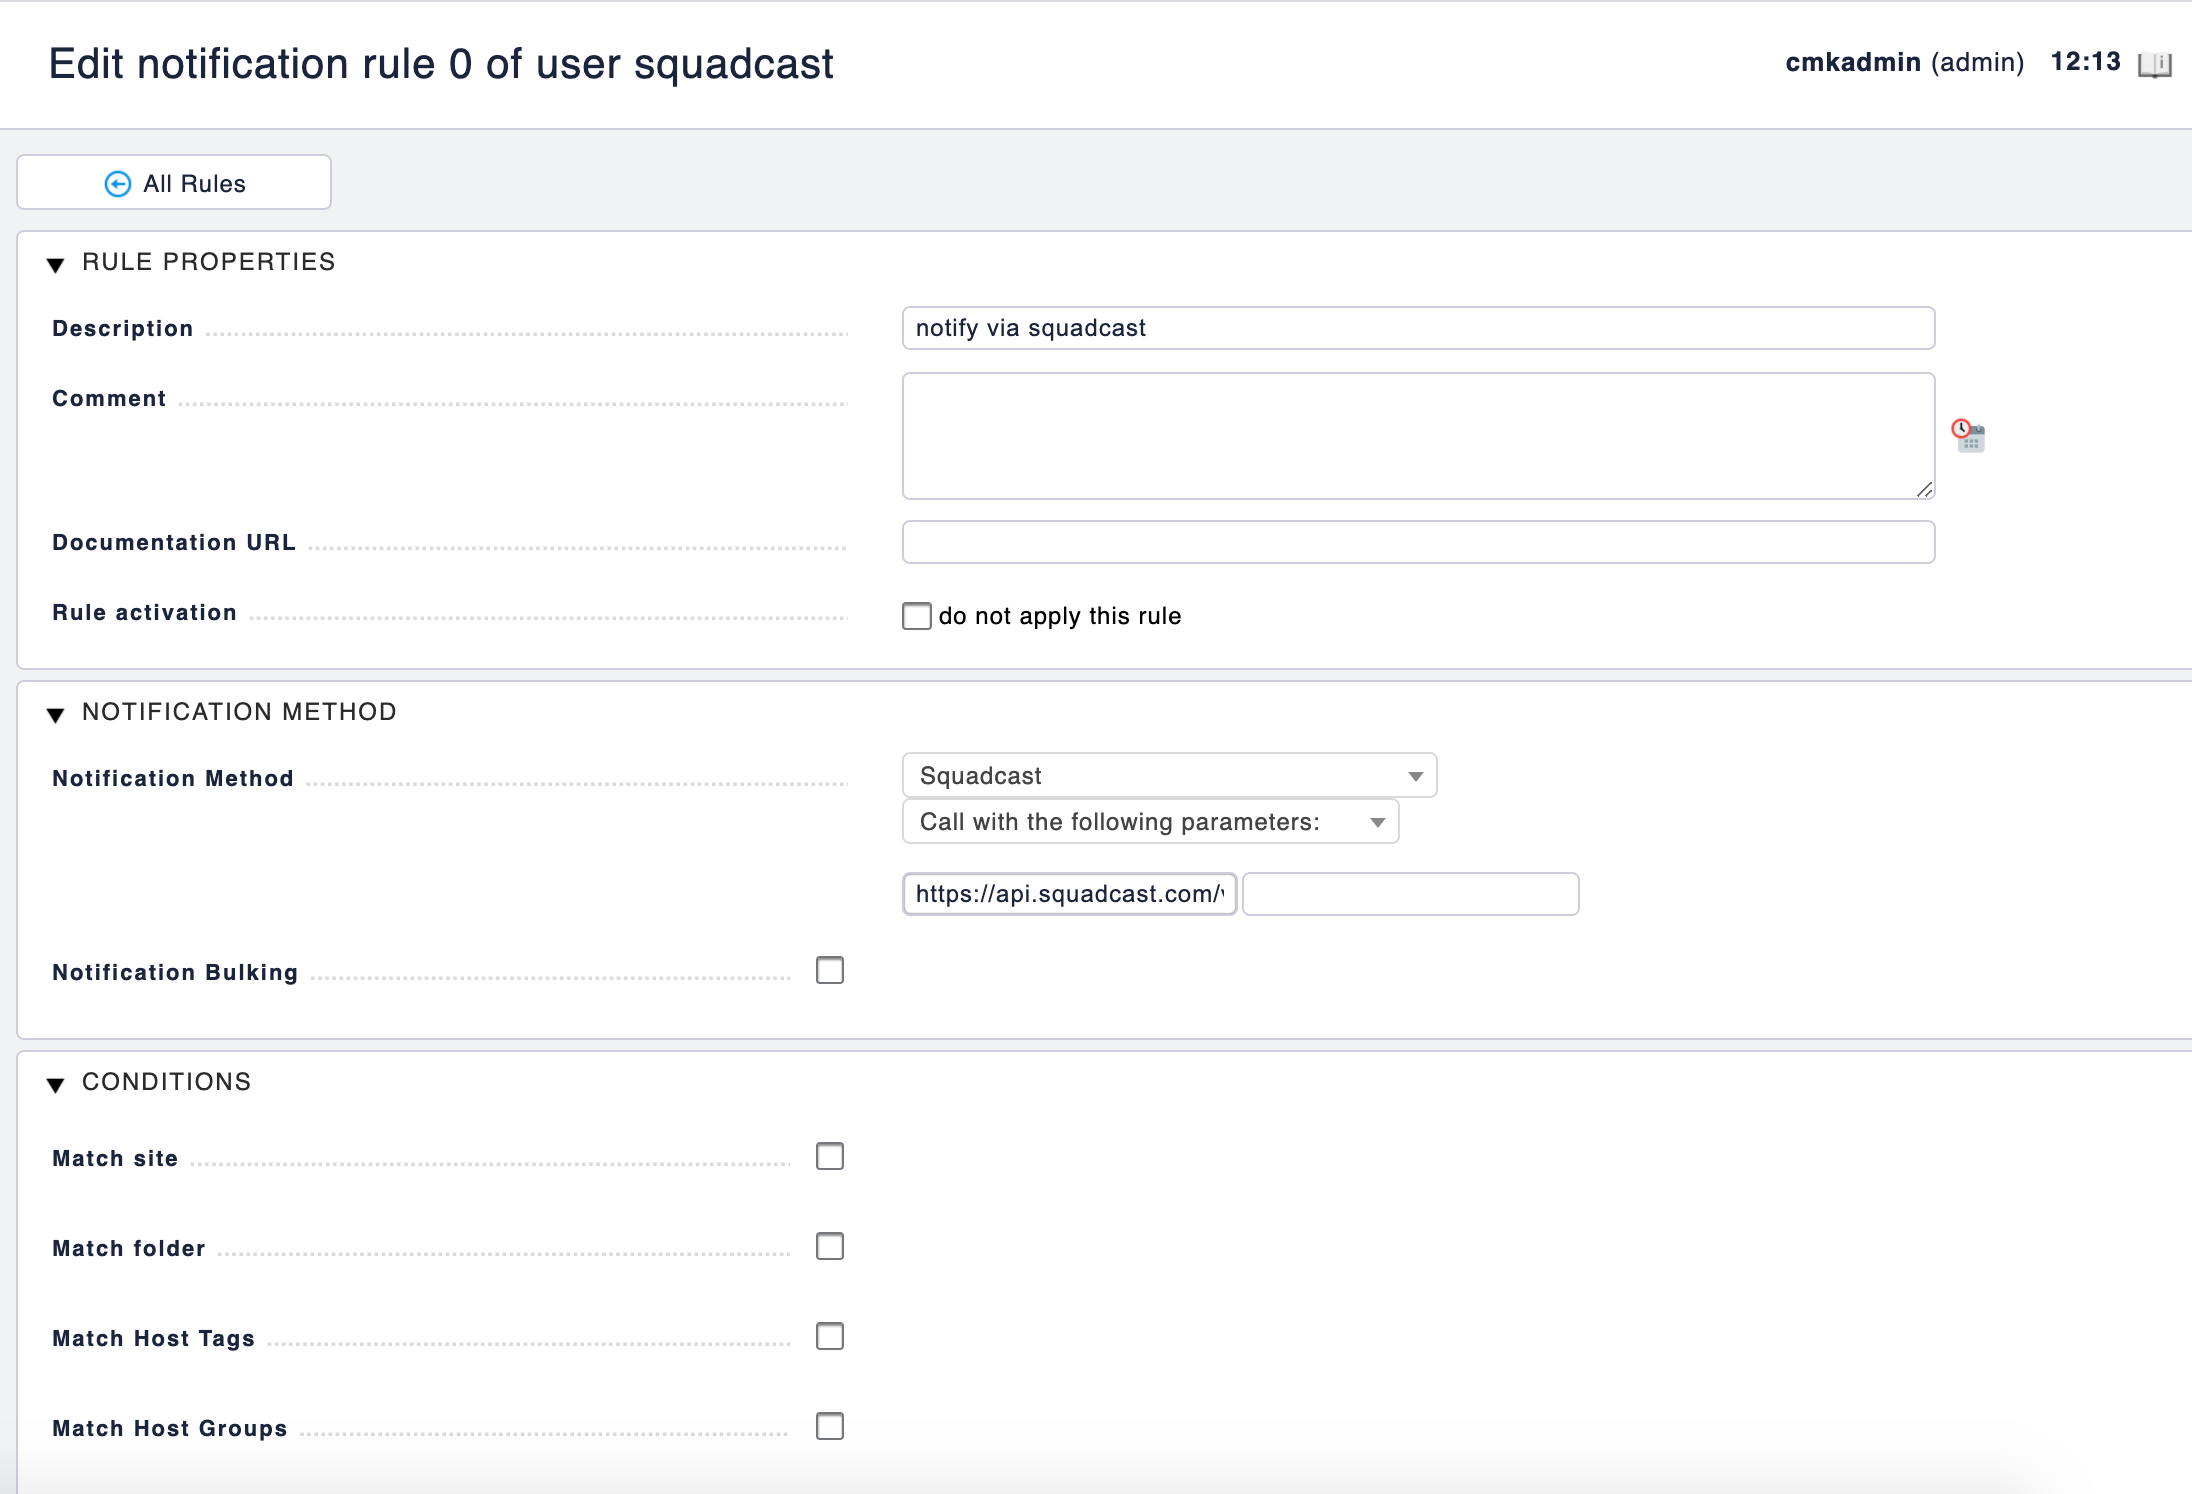 Edit notification rule 0 of user squadcast
cmkadmin (admin) 12:13
All Rules
RULE PROPERTIES
Description
notify via squadcast
Comment
Documentation URL
Rule activation
do not apply this rule
NOTIFICATION METHOD
Notification Method
Squadcast
Call with the following parameters:
https://api.squadcast.com/
Notification Bulking
CONDITIONS
Match site
Match folder
Match Host Tags
Match Host Groups